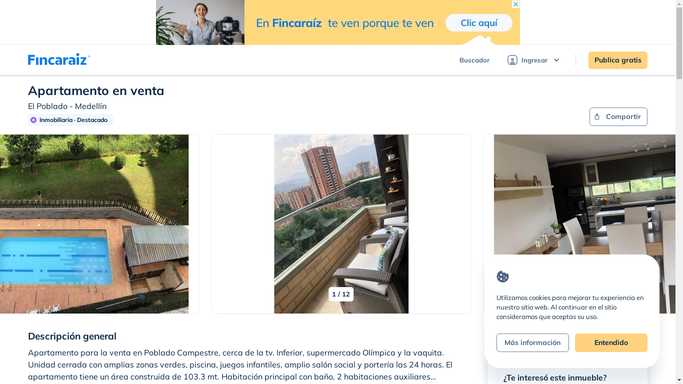 En Fincaraíz te ven porque te ven
Clic aquí
Fincaraiz
Buscador
Ingresar
Publica gratis
Apartamento en venta
El Poblado - Medellín
Inmobiliaria · Destacado
Compartir
1 / 12
Utilizamos cookies para mejorar tu experiencia en
nuestro sitio web. Al continuar en el sitio
consideramos que aceptas su uso.
Más información
Entendido
Descripción general
Apartamento para la venta en Poblado Campestre, cerca de la tv. Inferior, supermercado Olímpica y la vaquita.
Unidad cerrada con amplias zonas verdes, piscina, juegos infantiles, amplio salón social y portería las 24 horas. El
apartamento tiene un área construida de 103.3 mt. Habitación principal con baño, 2 habitaciones auxiliares...
¿Te interesó este inmueble?